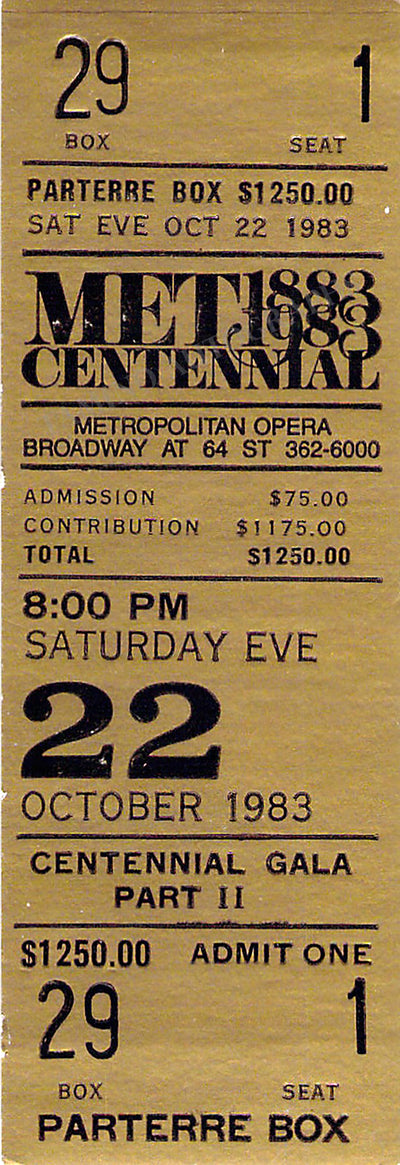 29 1
BOX SEAT
PARTERRE BOX $1250.00
SAT EVE OCT 22 1983
MET 1883
1983
CENTENNIAL
METROPOLITAN OPERA
BROADWAY AT 64 ST 362-6000
ADMISSION $75.00
CONTRIBUTION $1175.00
TOTAL $1250.00
8:00 PM
SATURDAY EVE
22
OCTOBER 1983
CENTENNIAL GALA
PART II
$1250.00 ADMIT ONE
29 1
BOX SEAT
PARTERRE BOX